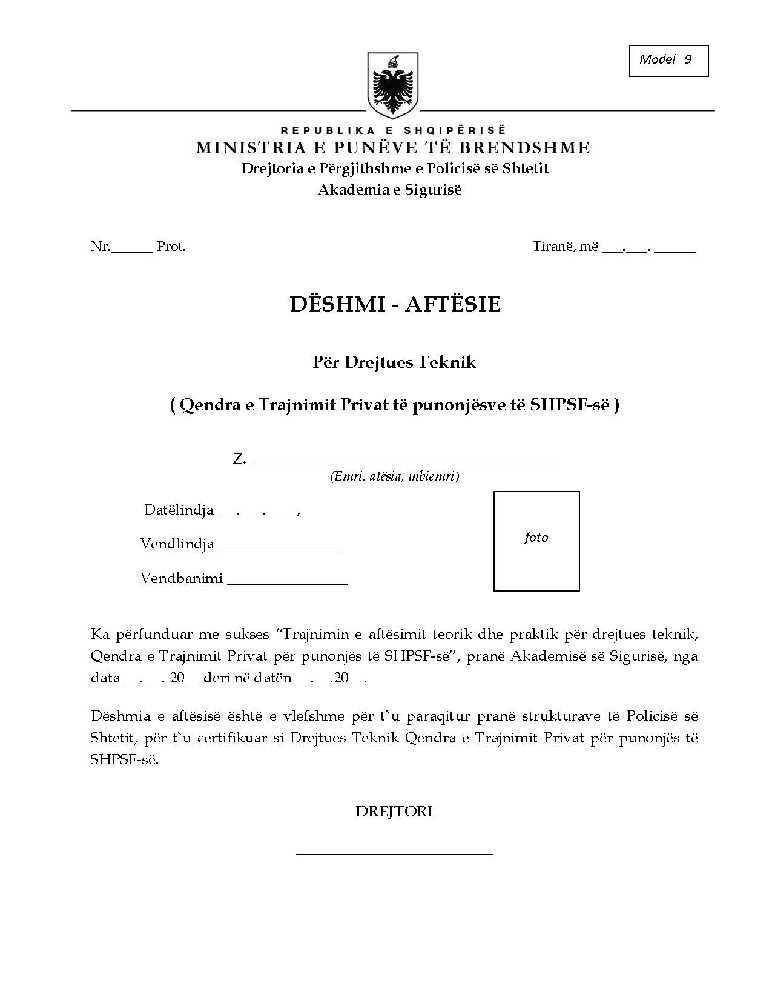 Model 9
REPUBLIKA E SHQIPËRISË
MINISTRIA E PUNËVE TË BRENDSHME
Drejtoria e Përgjithshme e Policisë së Shtetit
Akademia e Sigurisë
Nr.______ Prot. Tiranë, më ___.___. ______
DËSHMI - AFTËSIE
Për Drejtues Teknik
( Qendra e Trajnimit Privat të punonjësve të SHPSF-së )
Z. ________________________________________
(Emri, atësia, mbiemri)
Datëlindja __.___.____,
foto
Vendlindja ________________
Vendbanimi ________________
Ka përfunduar me sukses “Trajnimin e aftësimit teorik dhe praktik për drejtues teknik,
Qendra e Trajnimit Privat për punonjës të SHPSF-së”, pranë Akademisë së Sigurisë, nga
data __. __. 20__ deri në datën __.__.20__.
Dëshmia e aftësisë është e vlefshme për t`u paraqitur pranë strukturave të Policisë së
Shtetit, për t`u certifikuar si Drejtues Teknik Qendra e Trajnimit Privat për punonjës të
SHPSF-së.
DREJTORI
__________________________